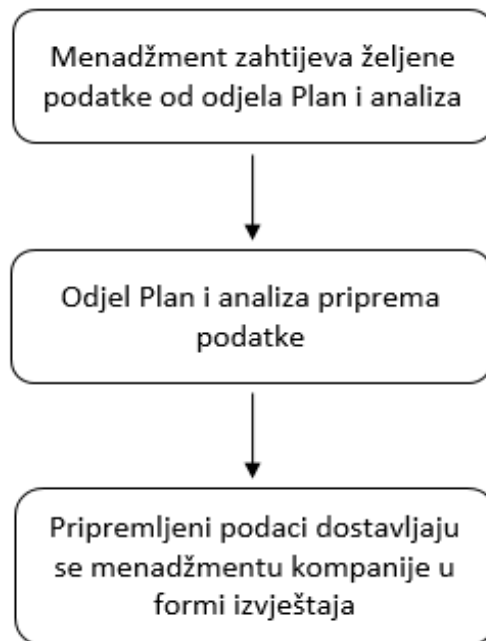 Menadžment zahtijeva željene
podatke od odjela Plan i analiza
Odjel Plan i analiza priprema
podatke
Pripremljeni podaci dostavljaju
se menadžmentu kompanije u
formi izvještaja